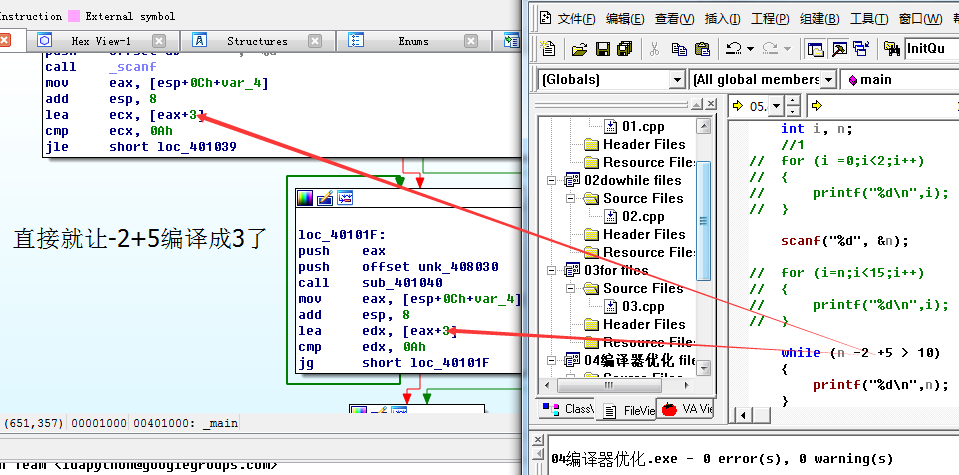 Instruction External symbol
Hex View-1 Structures Enums
call _scanf
mov eax, [esp+0Ch+var_4]
add esp, 8
lea ecx, [eax+3]
cmp ecx, 0Ah
jle short loc_401039
直接就让-2+5编译成3了
loc_40101F:
push eax
push offset unk_408030
call sub_401040
mov eax, [esp+0Ch+var_4]
add esp, 8
lea edx, [eax+3]
cmp edx, 0Ah
jg short loc_40101F
(651,357) 00001000 00401000: _main
Team <idapython@googlegroups.com>
文件(F) 编辑(E) 查看(V) 插入(I) 工程(P) 组建(B) 工具(T) 窗口(W)
InitQu
(Globals) (All global members main
01.cpp
Header Files
Resource Files
02dowhile files
Source Files
02.cpp
Header Files
Resource Files
03for files
Source Files
03.cpp
Header Files
Resource Files
04编译器优化 files
Source Files
ClassV FileVie VA Vie
05.
int i, n;
//1
// for (i =0;i<2;i++)
// {
// printf("%d\n",i);
// }
scanf("%d", &n);
// for (i=n;i<15;i++)
// {
// printf("%d\n",i);
// }
while (n -2 +5 > 10)
{
printf("%d\n",n);
}
04编译器优化.exe - 0 error(s), 0 warning(s)